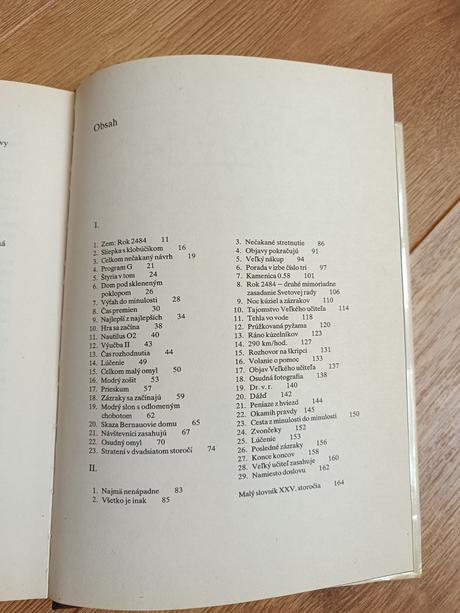 vy
ná
Obsah
I.
1. Zem: Rok 2484 11
2. Sliepka s klobúčikom 16
3. Celkom nečakaný návrh 19
4. Program G 21
5. Štyria v tom 24
6. Dom pod skleneným
poklopom 26
7. Výťah do minulosti 28
8. Čas premien 30
9. Najlepší z najlepších 34
10. Hra sa začína 38
11. Nautilus O2 40
12. Výučba II 43
13. Čas rozhodnutia 44
14. Lúčenie 49
15. Celkom malý omyl 50
16. Modrý zošit 53
17. Prieskum 57
18. Zázraky sa začínajú 59
19. Modrý slon s odlomeným
chobotom 62
20. Skaza Bernauovie domu 65
21. Návštevníci zasahujú 67
22. Osudný omyl 70
23. Stratení v dvadsiatom storočí 74
II.
1. Najmä nenápadne 83
2. Všetko je inak 85
3. Nečakané stretnutie 86
4. Objavy pokračujú 91
5. Veľký nákup 94
6. Porada v izbe číslo tri 97
7. Kamenica 0.58 101
8. Rok 2484 – druhé mimoriadne
zasadanie Svetovej rady 106
9. Noc kúziel a zázrakov 110
10. Tajomstvo Veľkého učiteľa 114
11. Tehla vo vode 118
12. Prúžkovaná pyžama 120
13. Ráno kúzelníkov 123
14. 290 km/hod. 127
15. Rozhovor na škripci 131
16. Volanie o pomoc 133
17. Objav Veľkého učiteľa 137
18. Osudná fotografia 138
19. Dr. v. r. 140
20. Dážď 142
21. Peniaze z hviezd 144
22. Okamih pravdy 145
23. Cesta z minulosti do minulosti 150
24. Zvončeky 152
25. Lúčenie 153
26. Posledné zázraky 156
27. Konce koncov 158
28. Veľký učiteľ zasahuje 160
29. Namiesto doslovu 162
Malý slovník XXV. storočia 164